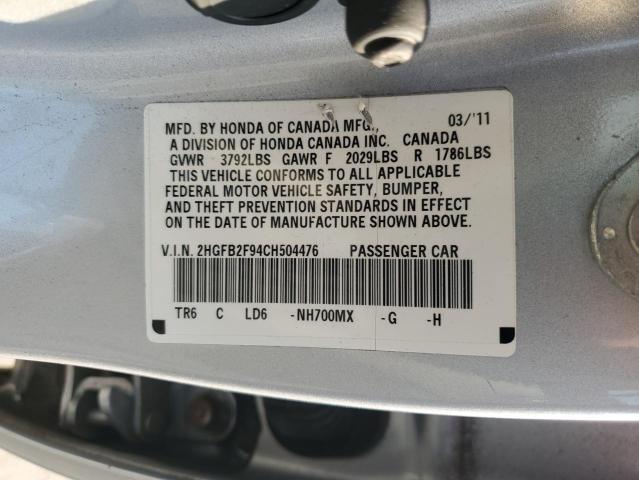 MFD. BY HONDA OF CANADA MFG., 03/'11
A DIVISION OF HONDA CANADA INC. CANADA
GVWR 3792LBS GAWR F 2029LBS R 1786LBS
THIS VEHICLE CONFORMS TO ALL APPLICABLE
FEDERAL MOTOR VEHICLE SAFETY, BUMPER,
AND THEFT PREVENTION STANDARDS IN EFFECT
ON THE DATE OF MANUFACTURE SHOWN ABOVE.
V.I.N. 2HGFB2F94CH504476 PASSENGER CAR
TR6 C LD6 -NH700MX -G -H